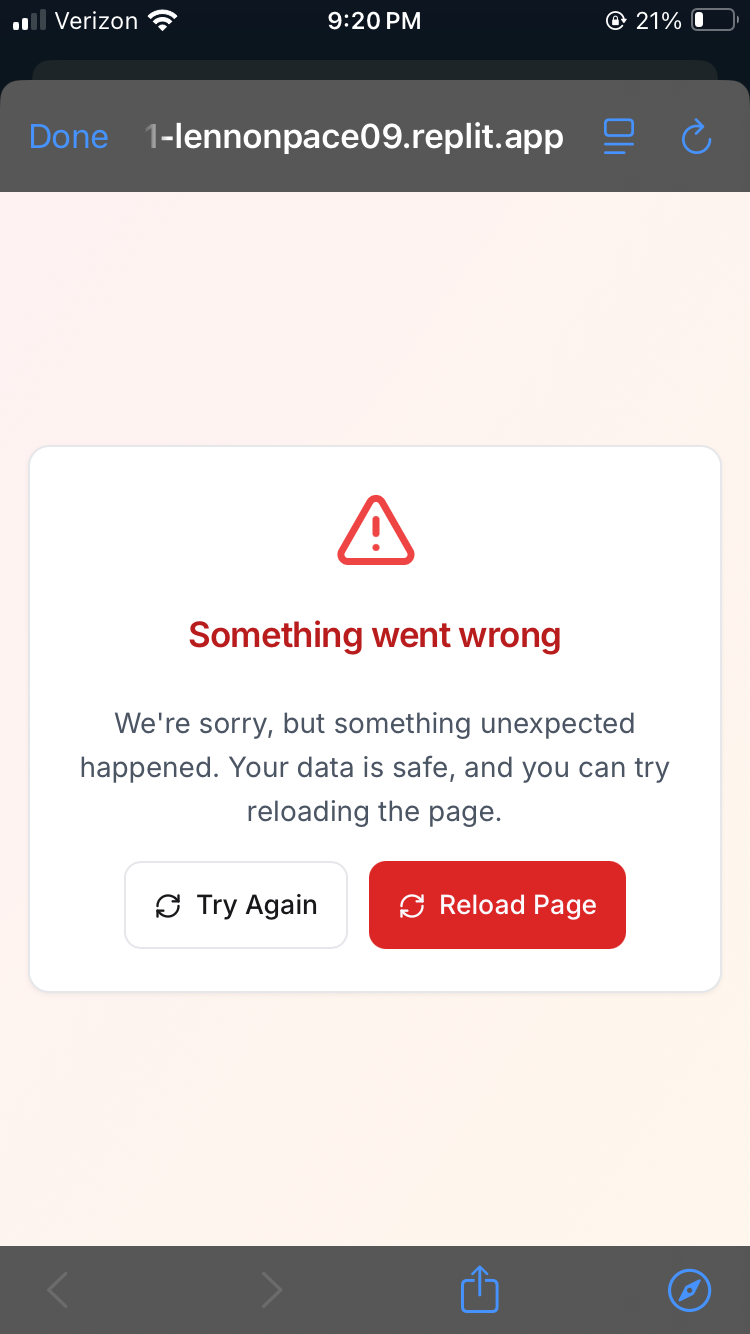 Verizon 9:20 PM 21%
Done 1-lennonpace09.replit.app
Something went wrong
We're sorry, but something unexpected
happened. Your data is safe, and you can try
reloading the page.
Try Again Reload Page